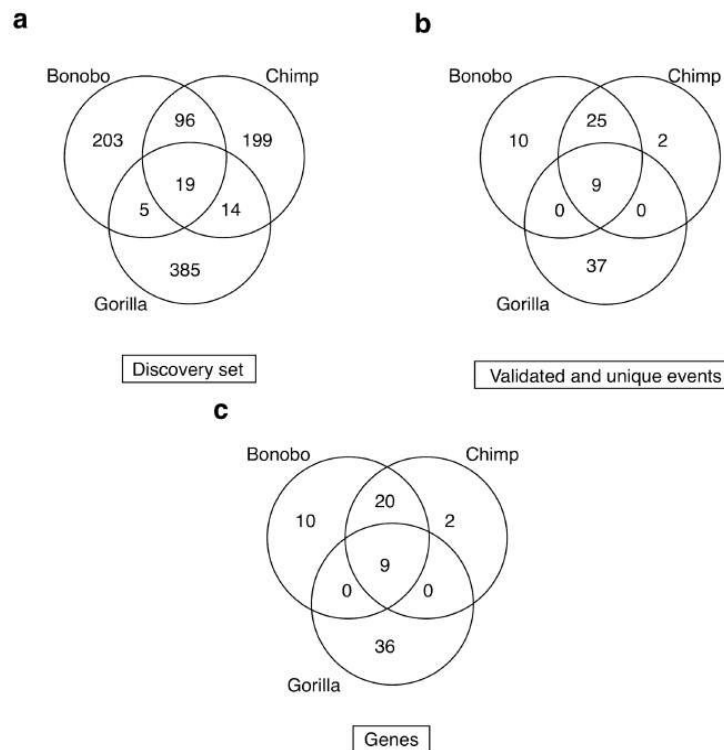 a
Bonobo Chimp
96
203 199
19
5 14
385
Gorilla
Discovery set
b
Bonobo Chimp
25
10 2
9
0 0
37
Gorilla
Validated and unique events
c
Bonobo Chimp
20
10 2
9
0 0
36
Gorilla
Genes